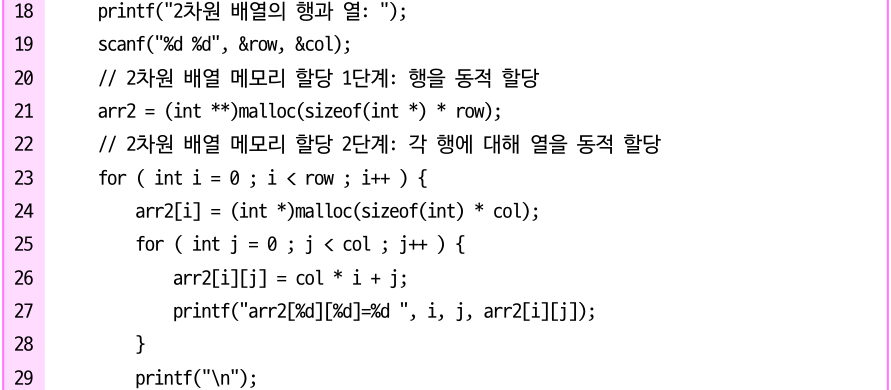 18 printf("2차원 배열의 행과 열: ");
19 scanf("%d %d", &row, &col);
20 // 2차원 배열 메모리 할당 1단계: 행을 동적 할당
21 arr2 = (int **)malloc(sizeof(int *) * row);
22 // 2차원 배열 메모리 할당 2단계: 각 행에 대해 열을 동적 할당
23 for ( int i = 0 ; i < row ; i++ ) {
24 arr2[i] = (int *)malloc(sizeof(int) * col);
25 for ( int j = 0 ; j < col ; j++ ) {
26 arr2[i][j] = col * i + j;
27 printf("arr2[%d][%d]=%d ", i, j, arr2[i][j]);
28 }
29 printf("\n");